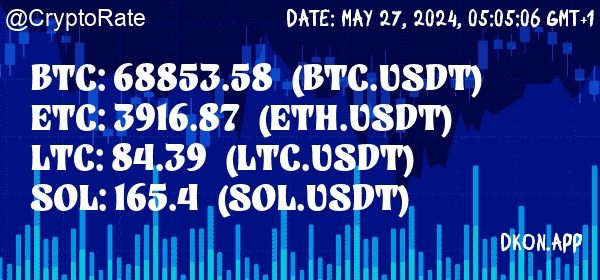 @CryptoRate
DATE: MAY 27, 2024, 05:05:06 GMT+1
BTC: 68853.58 (BTC.USDT)
ETC: 3916.87 (ETH.USDT)
LTC: 84.39 (LTC.USDT)
SOL: 165.4 (SOL.USDT)
DKON.APP